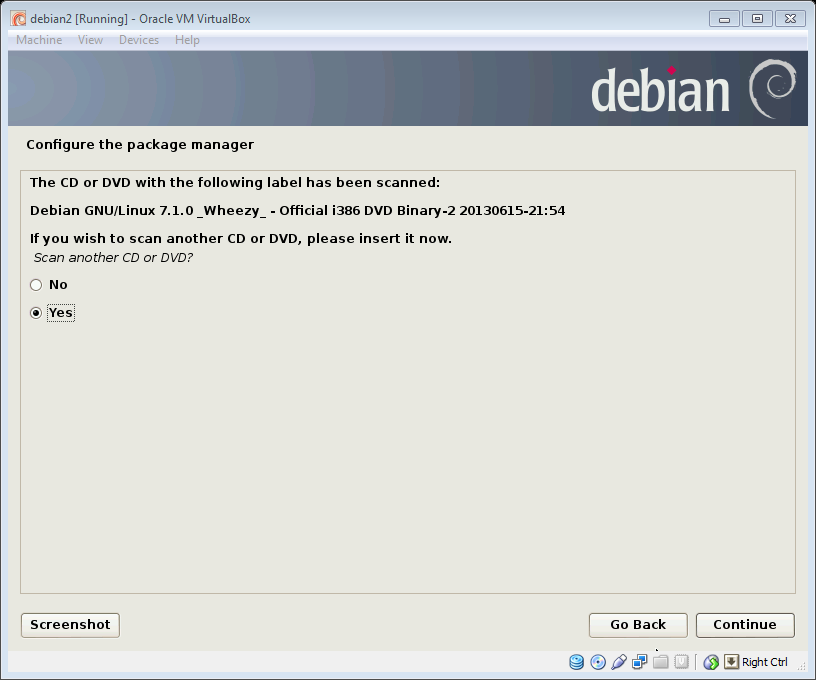 debian2 [Running] - Oracle VM VirtualBox
Machine View Devices Help
debian
Configure the package manager
The CD or DVD with the following label has been scanned:
Debian GNU/Linux 7.1.0 _Wheezy_ - Official i386 DVD Binary-2 20130615-21:54
If you wish to scan another CD or DVD, please insert it now.
Scan another CD or DVD?
No
Yes
Screenshot Go Back Continue
Right Ctrl